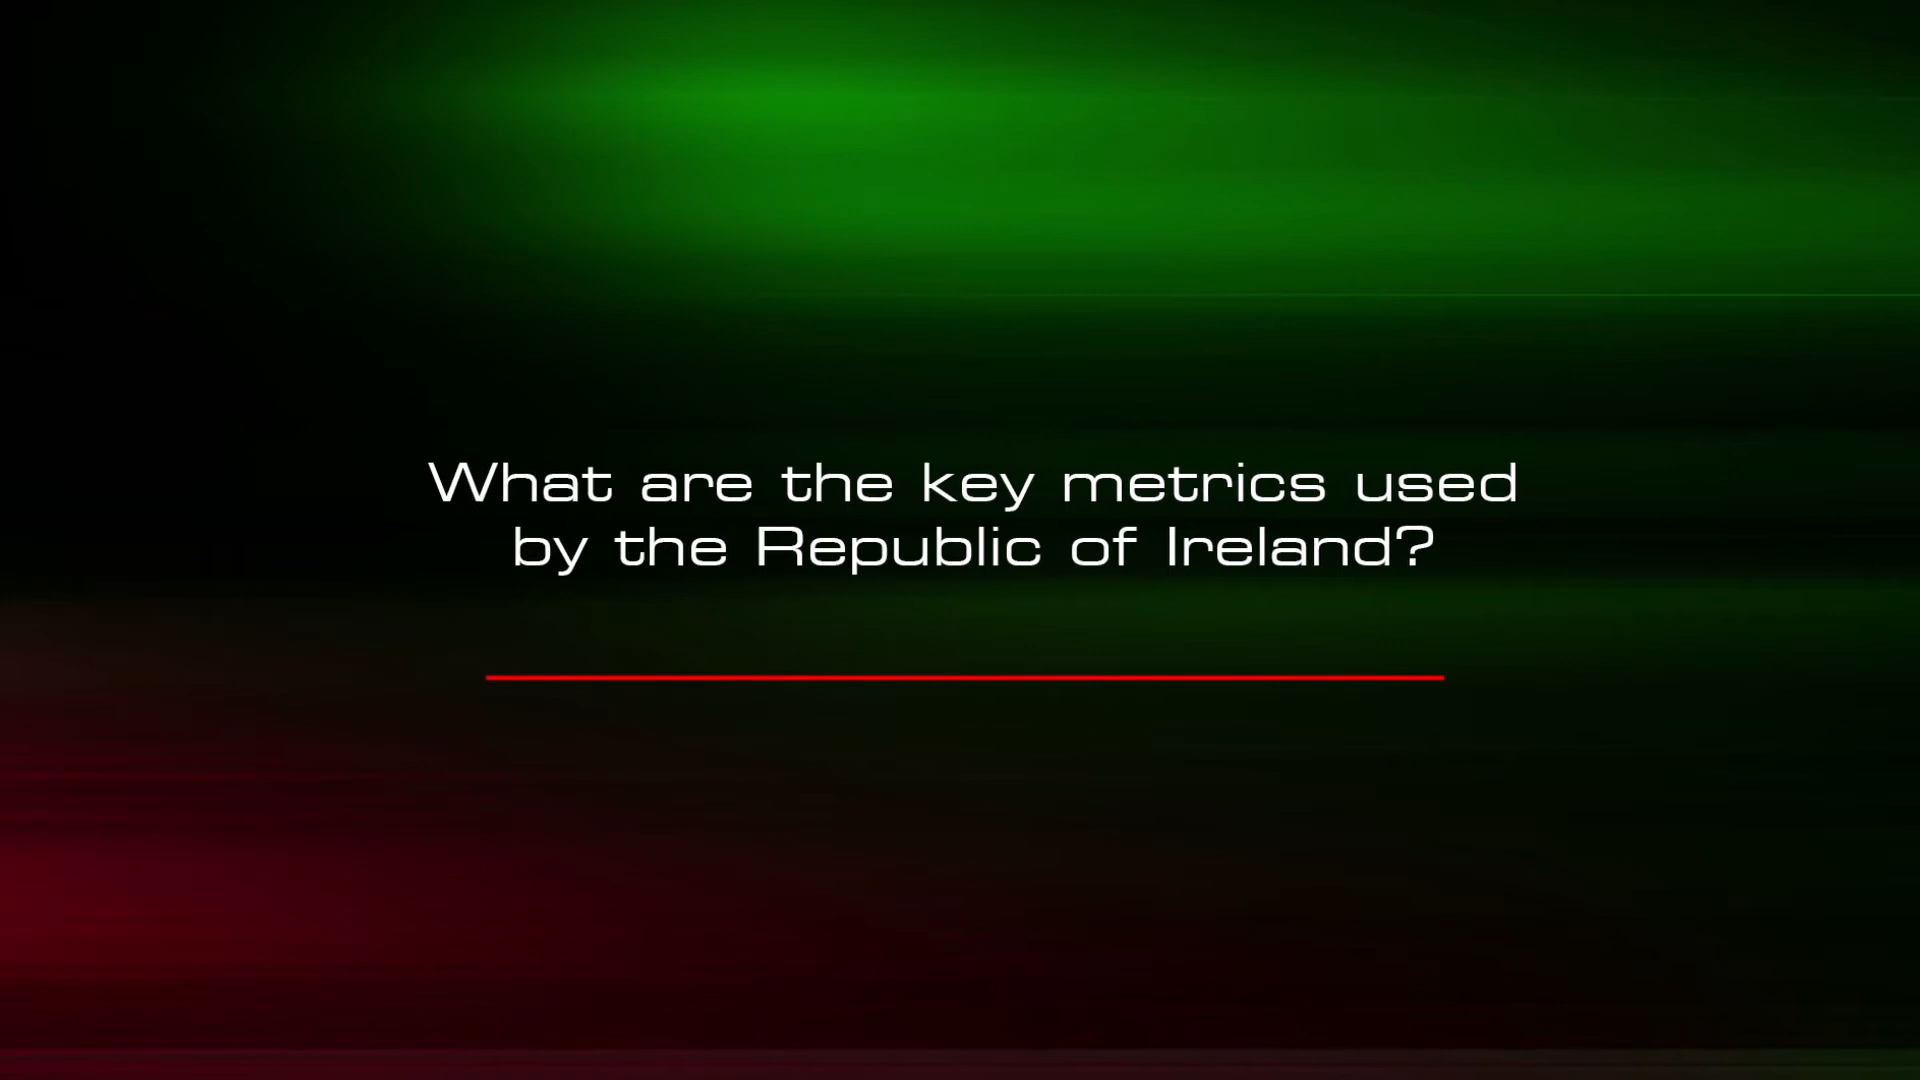 What are the key metrics used
by the Republic of Ireland?